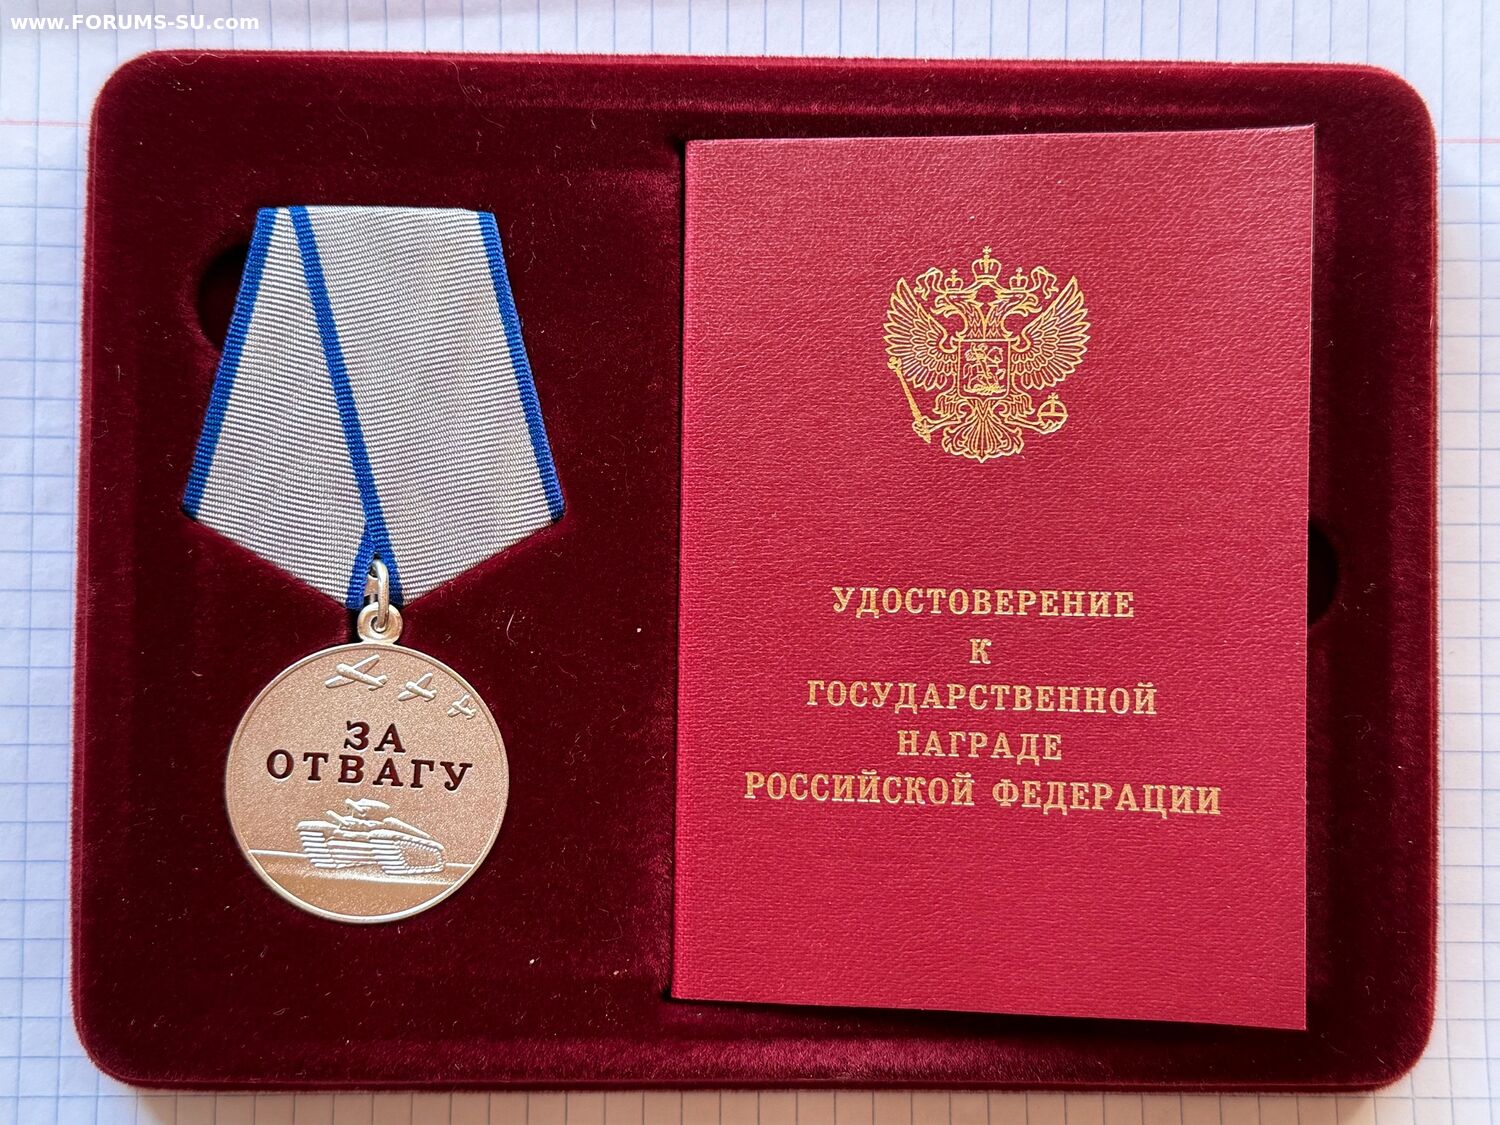 www.FORUMS-SU.com
ЗА
ОТВАГУ
УДОСТОВЕРЕНИЕ
К
ГОСУДАРСТВЕННОЙ
НАГРАДЕ
РОССИЙСКОЙ ФЕДЕРАЦИИ